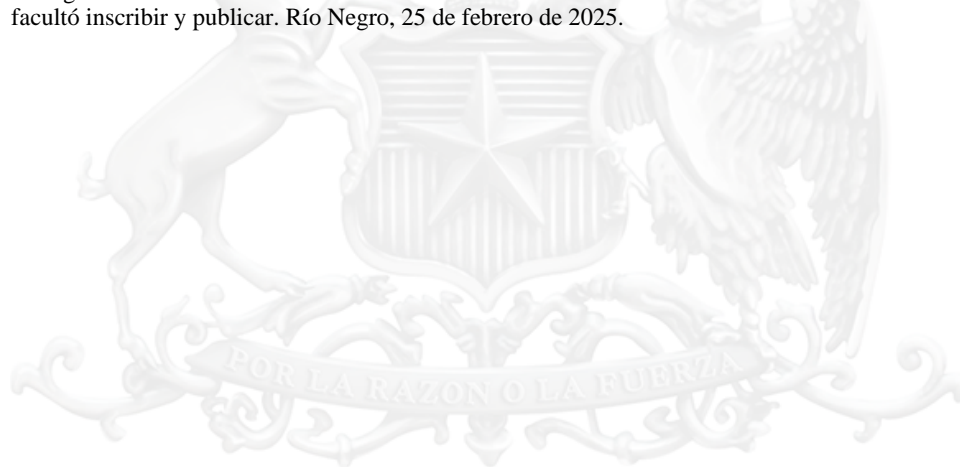 facultó inscribir y publicar. Río Negro, 25 de febrero de 2025.
POR LA RAZON O LA FUERZA